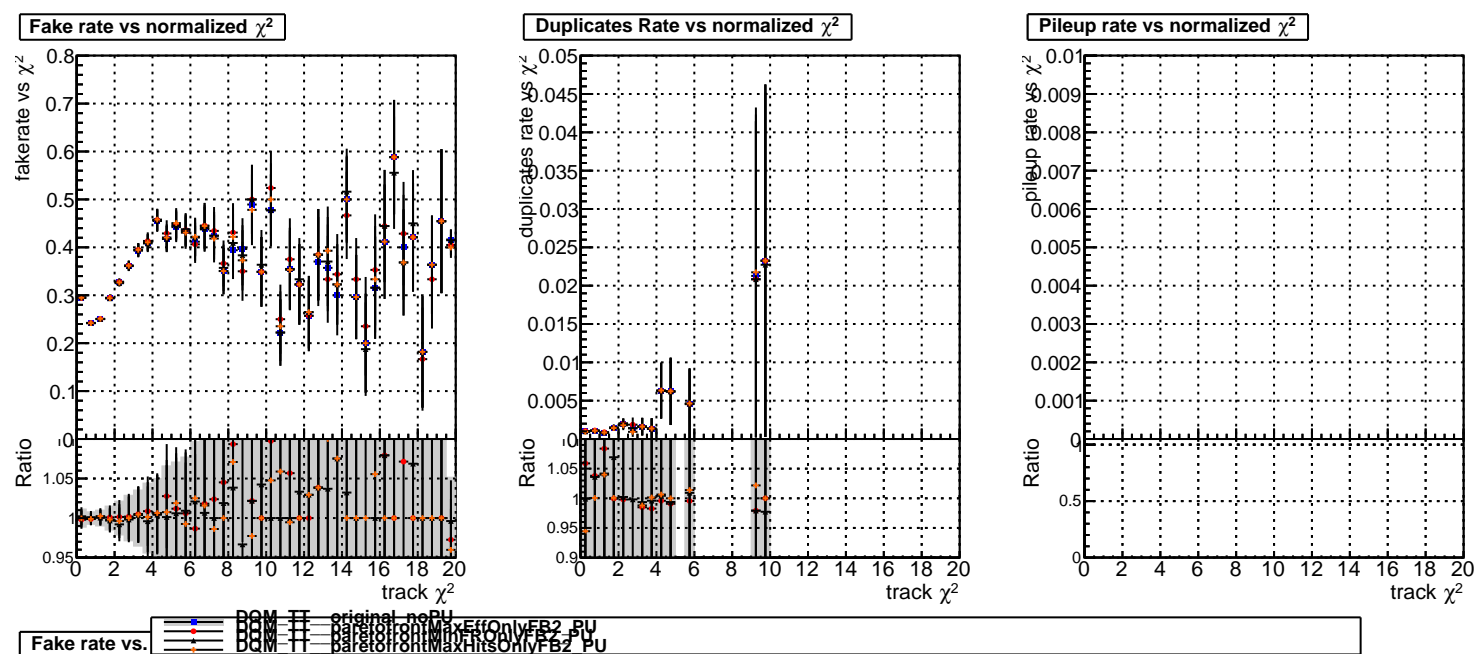 Fake rate vs normalized χ²
fakerate vs χ²
0.8
0.7
0.6
0.5
0.4
0.3
0.2
0.1
0
Ratio
1.05
1
0.95
0 2 4 6 8 10 12 14 16 18 20
track χ²
Duplicates Rate vs normalized χ²
duplicates rate vs χ²
0.05
0.045
0.04
0.035
0.03
0.025
0.02
0.015
0.01
0.005
0
Ratio
1.05
1
0.95
0.9
0 2 4 6 8 10 12 14 16 18 20
track χ²
Pileup rate vs normalized χ²
pileup rate vs χ²
0.01
0.009
0.008
0.007
0.006
0.005
0.004
0.003
0.002
0.001
0
Ratio
1
0.5
0
0 2 4 6 8 10 12 14 16 18 20
track χ²
Fake rate vs.
DQM_TT__original_noPU
DQM_TT__paretofrontMaxEffOnlyFB2_PU
DQM_TT__paretofrontMinFROnlyFB2_PU
DQM_TT__paretofrontMaxHitsOnlyFB2_PU